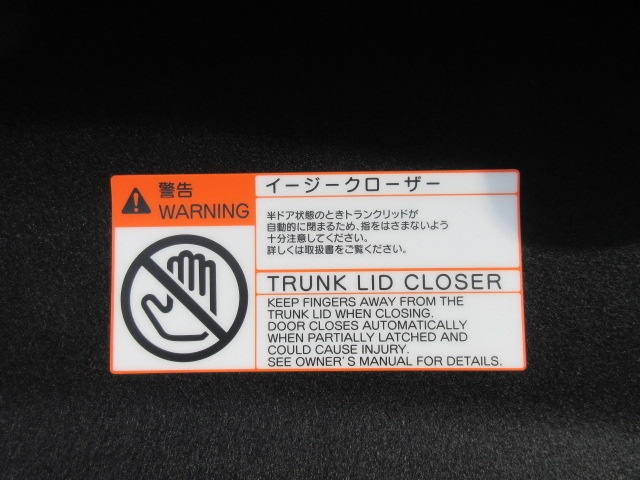 警告
WARNING
イージークローザー
半ドア状態のときトランクリッドが
自動的に閉まるため、指をはさまないよう
十分注意してください。
詳しくは取扱書をご覧ください。
TRUNK LID CLOSER
KEEP FINGERS AWAY FROM THE
TRUNK LID WHEN CLOSING.
DOOR CLOSES AUTOMATICALLY
WHEN PARTIALLY LATCHED AND
COULD CAUSE INJURY.
SEE OWNER'S MANUAL FOR DETAILS.